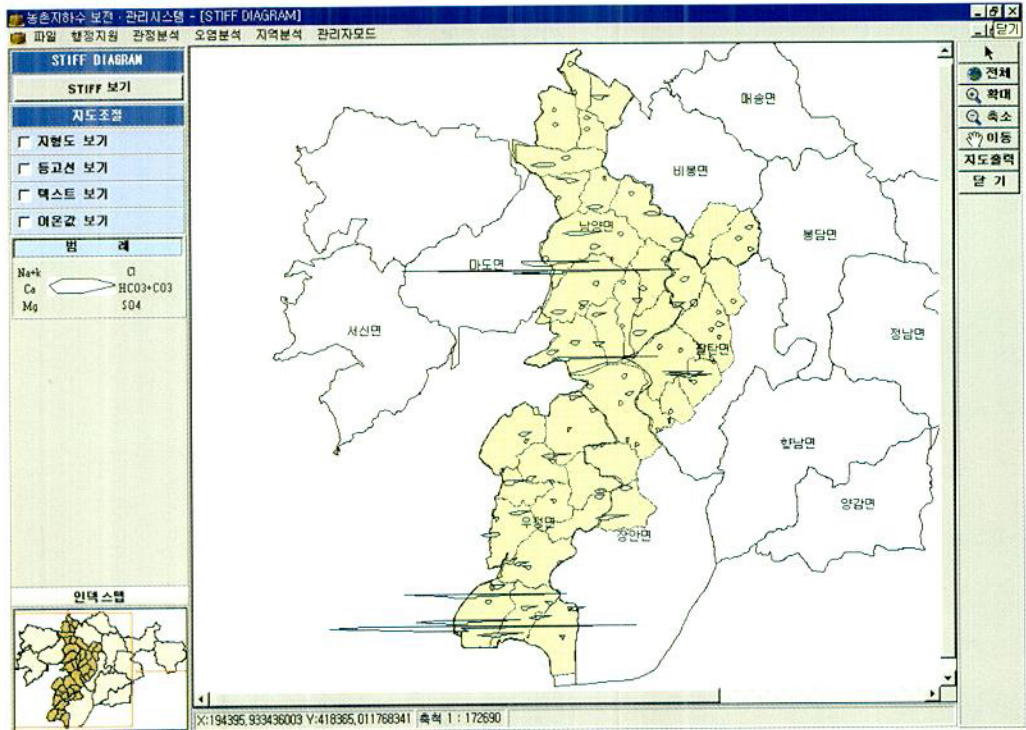 농촌지하수 보전·관리시스템 - [STIFF DIAGRAM]
닫기
파일 행정지원 관정분석 오염분석 지역분석 관리자모드
STIFF DIAGRAM
STIFF 보기
지도조절
지형도 보기
등고선 보기
텍스트 보기
이온값 보기
범 례
Na+k Cl
Ca HCO3+CO3
Mg SO4
인덱스맵
매송면
비봉면
남양면
봉담면
마도면
서신면
정남면
팔탄면
향남면
양감면
우정면
장안면
전체
확대
축소
이동
지도출력
닫 기
X:194395,933436003 Y:418365,011768341 축척 1 : 172690